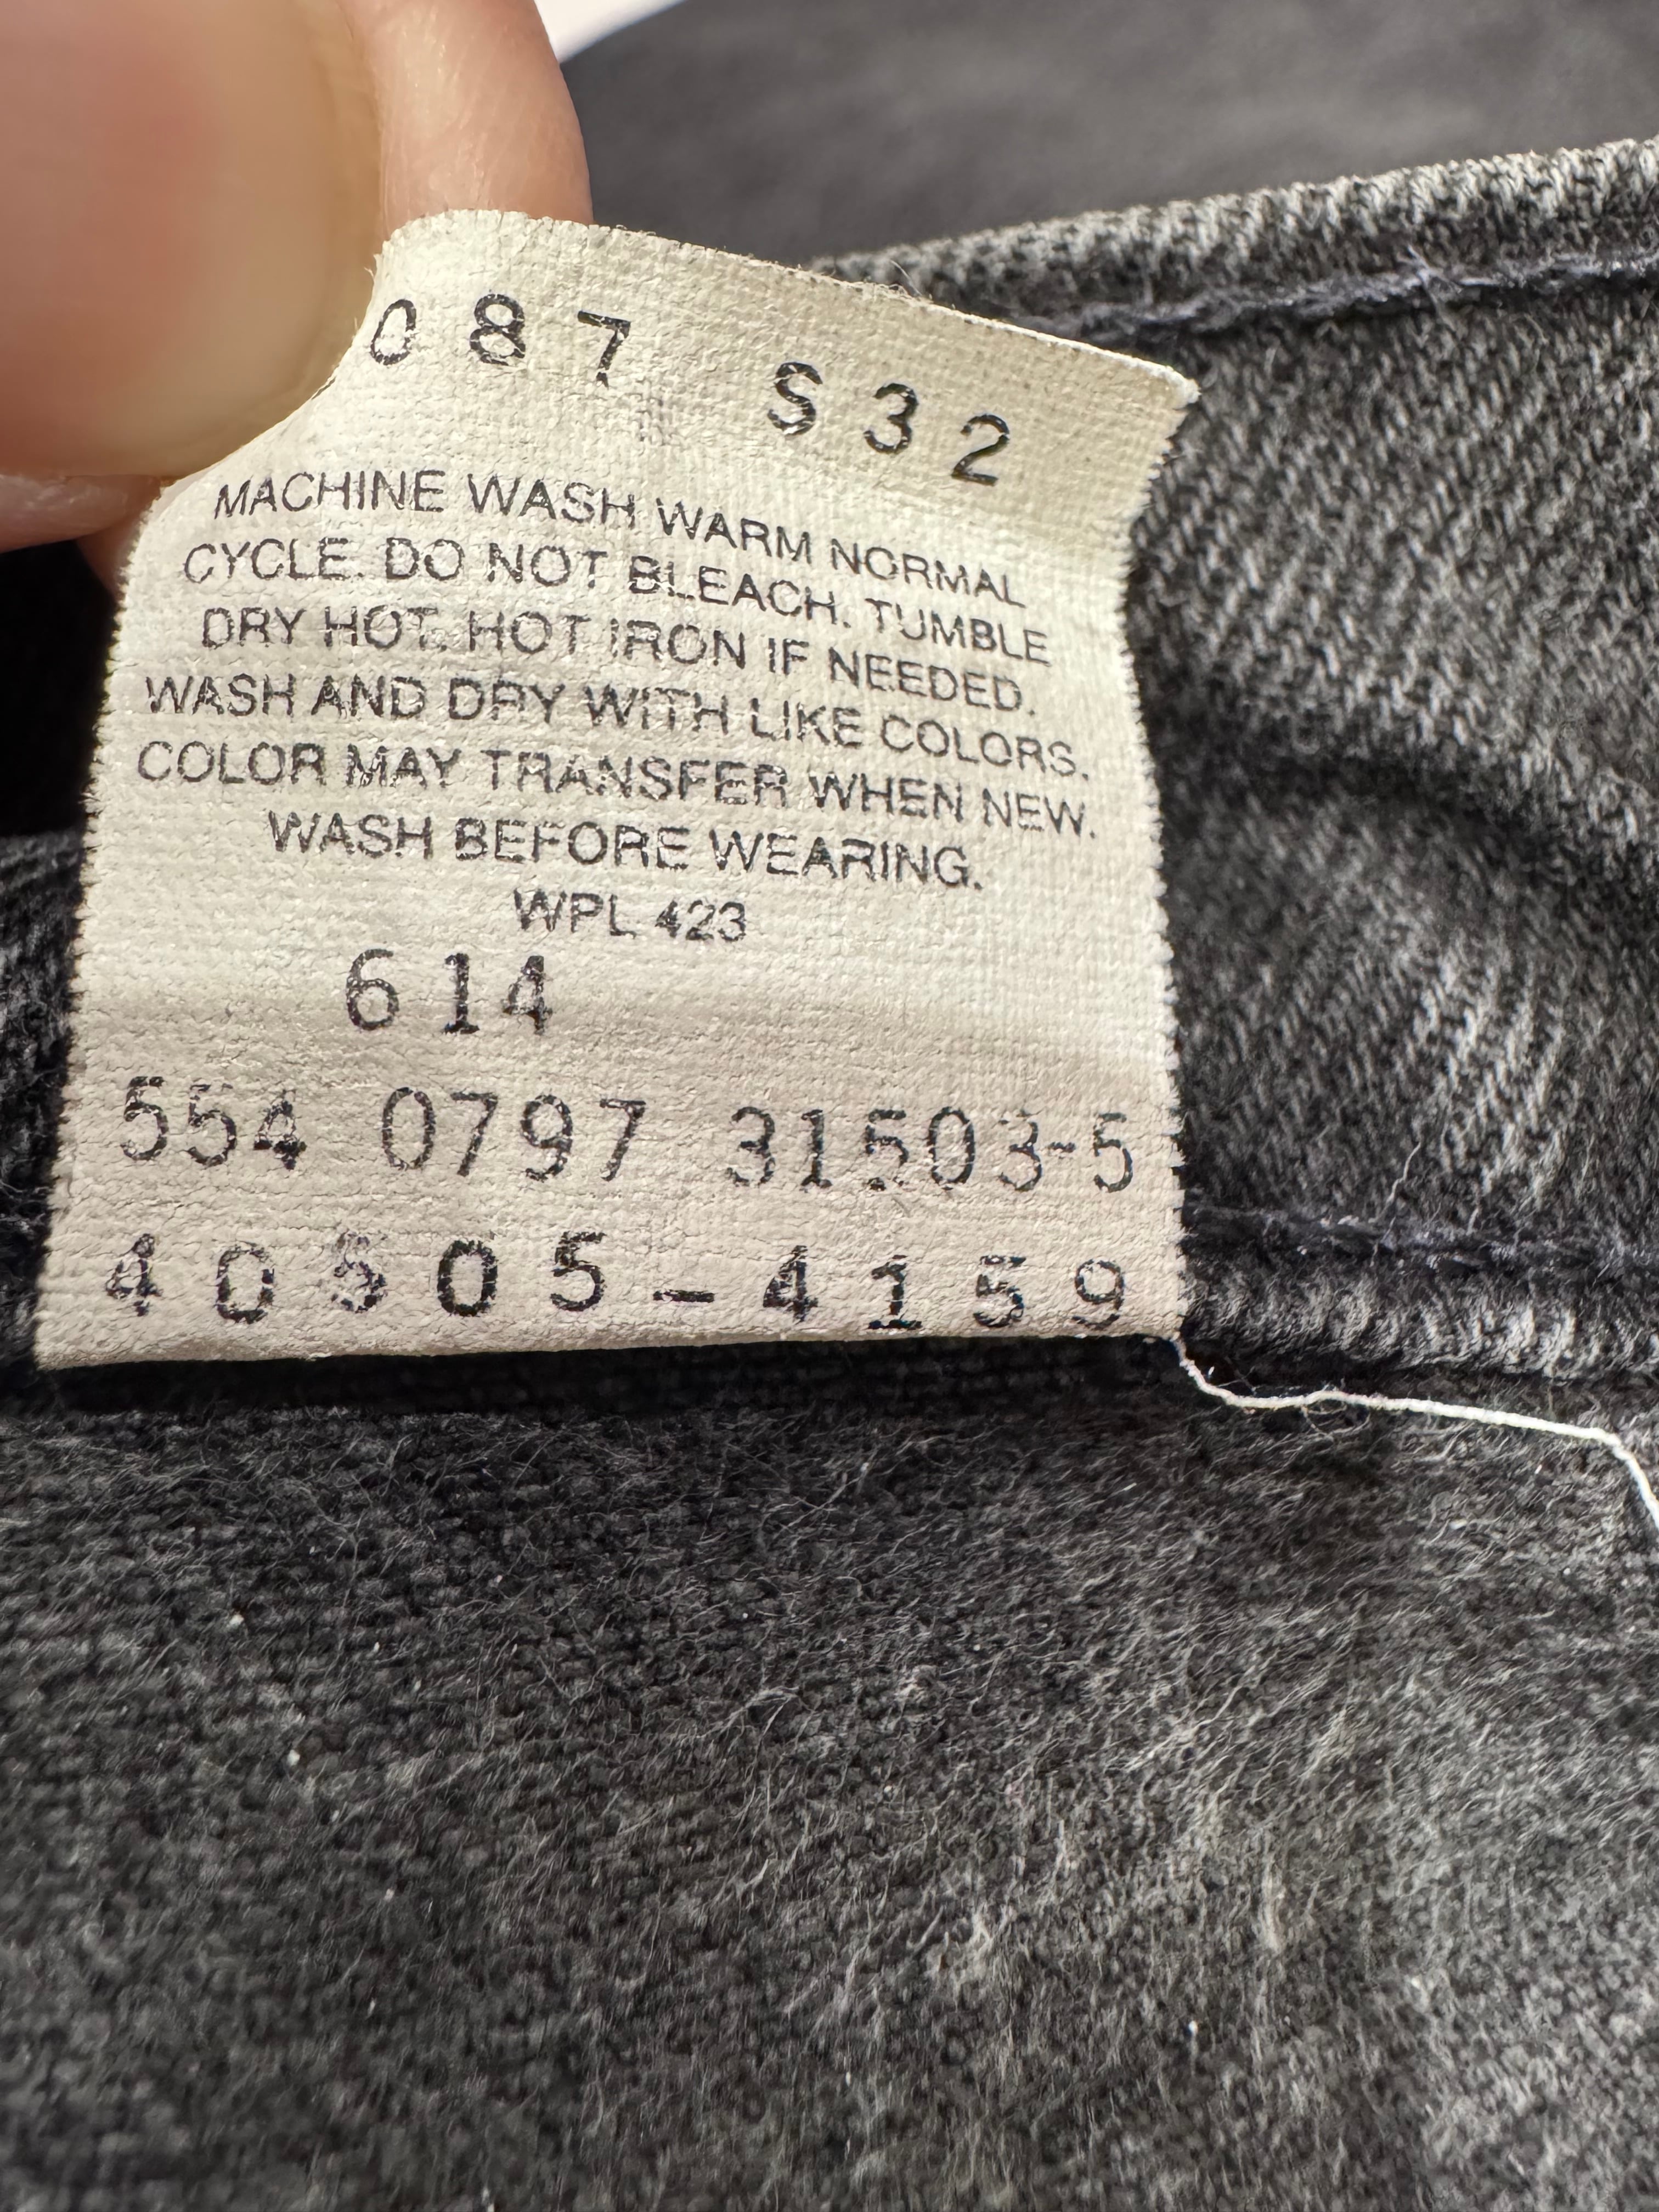 087 S32
MACHINE WASH WARM NORMAL
CYCLE. DO NOT BLEACH. TUMBLE
DRY HOT. HOT IRON IF NEEDED.
WASH AND DRY WITH LIKE COLORS.
COLOR MAY TRANSFER WHEN NEW.
WASH BEFORE WEARING.
WPL 423
614
554 0797 31503-5
40505-4159